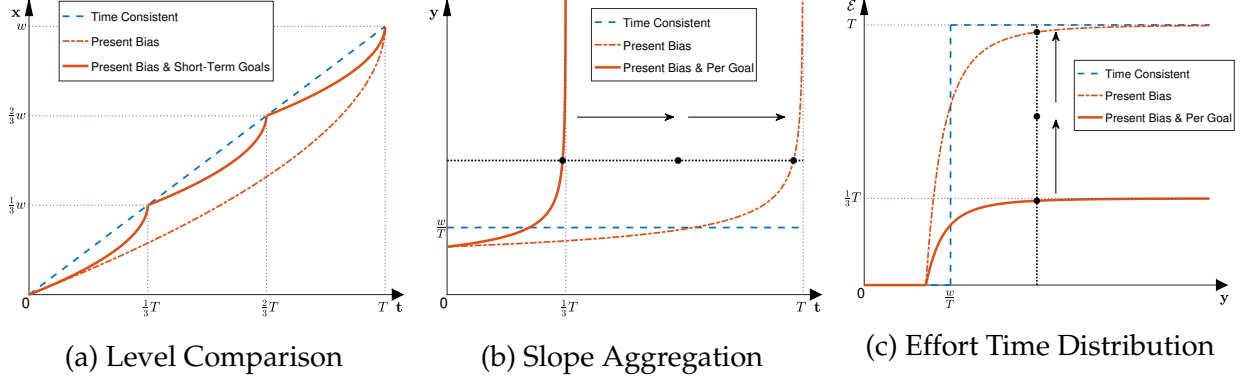 x
w
2/3 w
1/3 w
0
1/3 T
2/3 T
T
t
Time Consistent
Present Bias
Present Bias & Short-Term Goals
(a) Level Comparison
y
w/T
0
1/3 T
T
t
Time Consistent
Present Bias
Present Bias & Per Goal
(b) Slope Aggregation
ℰ
T
1/3 T
0
w/T
y
Time Consistent
Present Bias
Present Bias & Per Goal
(c) Effort Time Distribution